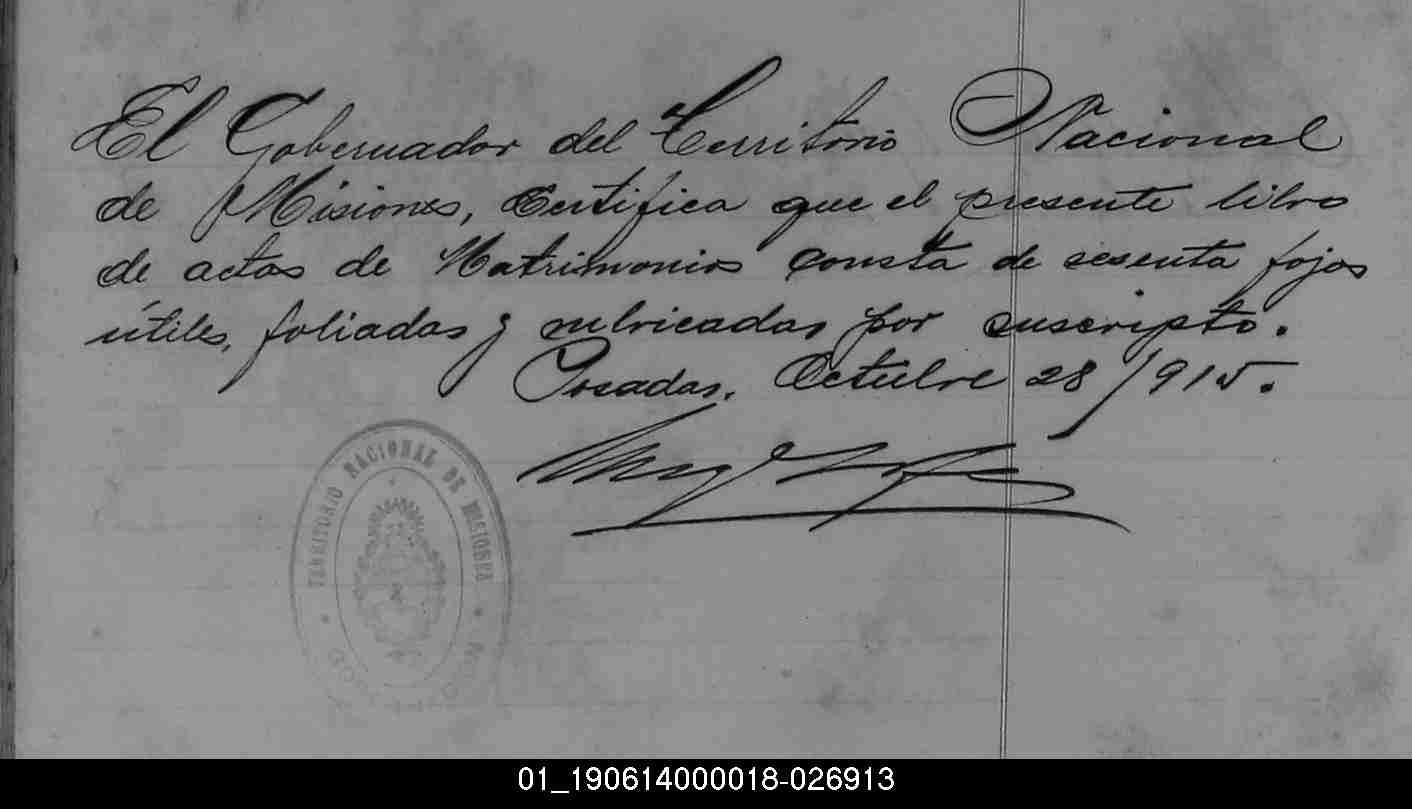 El Gobernador del Territorio Nacional
de Misiones, Certifica que el presente libro
de actas de Matrimonios consta de sesenta fojas
útiles, foliadas y rubricadas por suscripto.
Posadas, Octubre 28/915.
TERRITORIO NACIONAL DE MISIONES
01_190614000018-026913